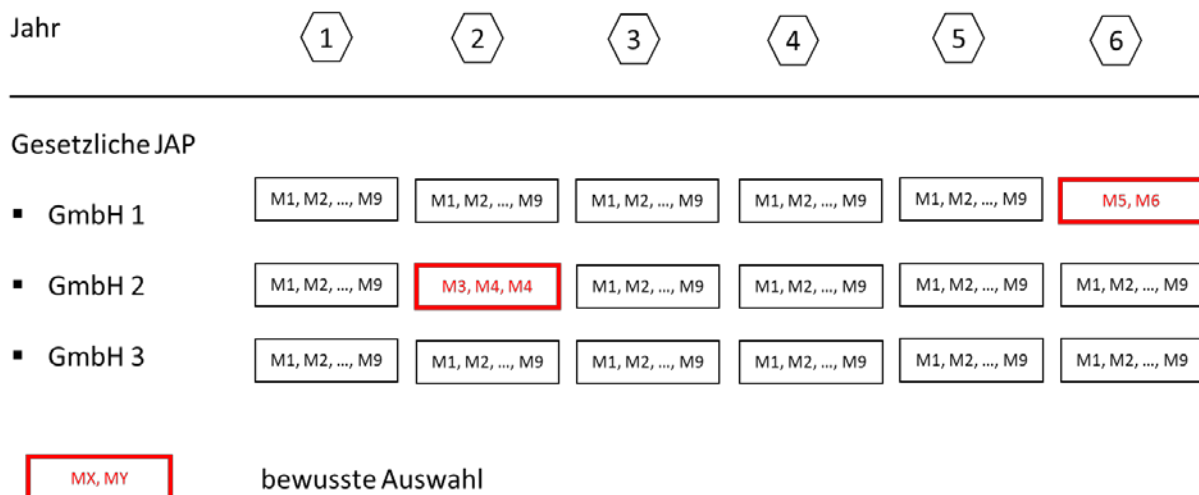 Jahr 1 2 3 4 5 6
Gesetzliche JAP
▪ GmbH 1 M1, M2, ..., M9 M1, M2, ..., M9 M1, M2, ..., M9 M1, M2, ..., M9 M1, M2, ..., M9 M5, M6
▪ GmbH 2 M1, M2, ..., M9 M3, M4, M4 M1, M2, ..., M9 M1, M2, ..., M9 M1, M2, ..., M9 M1, M2, ..., M9
▪ GmbH 3 M1, M2, ..., M9 M1, M2, ..., M9 M1, M2, ..., M9 M1, M2, ..., M9 M1, M2, ..., M9 M1, M2, ..., M9
MX, MY bewusste Auswahl